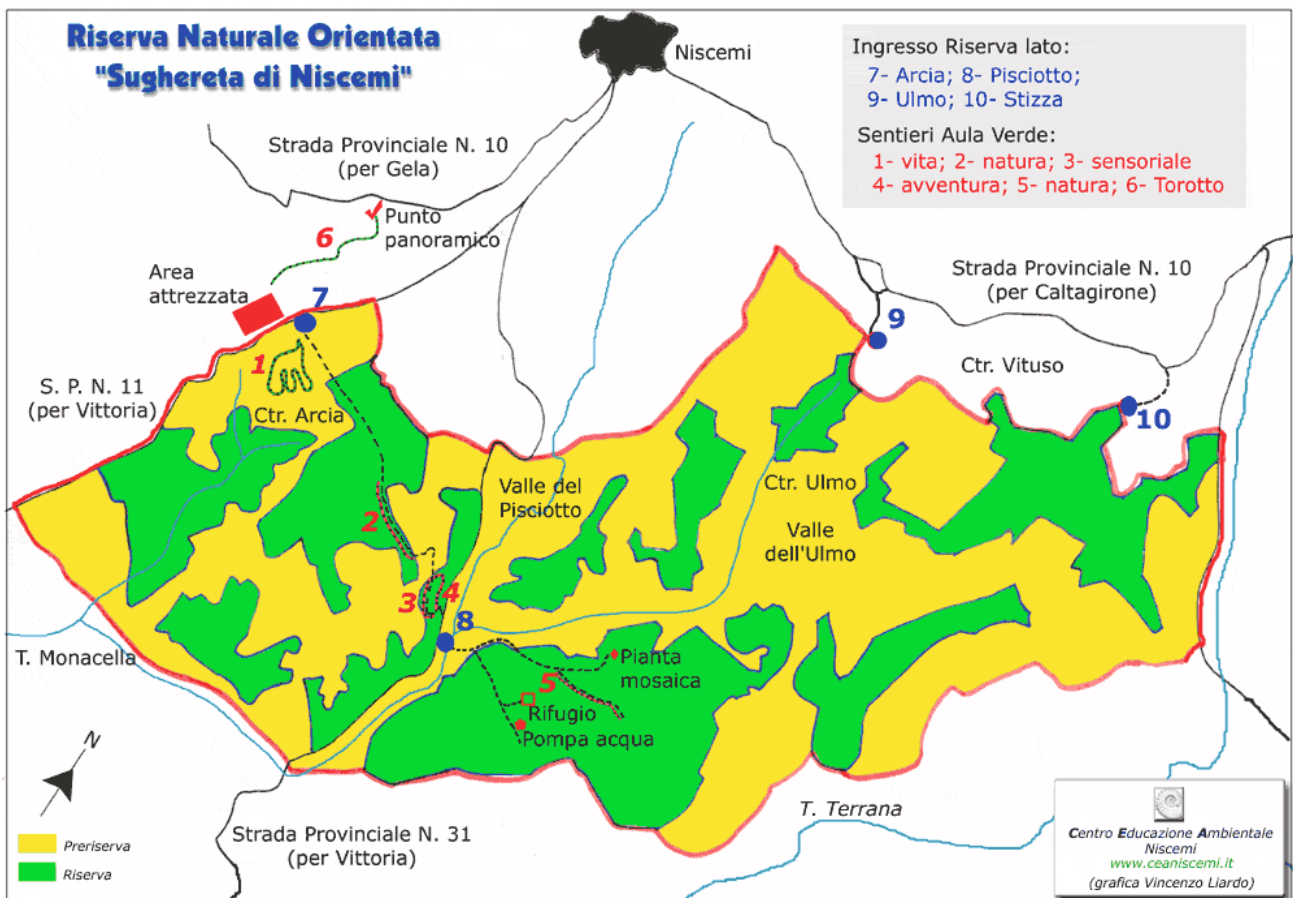 Riserva Naturale Orientata
"Sughereta di Niscemi"
Niscemi
Ingresso Riserva lato:
7- Arcia; 8- Pisciotto;
9- Ulmo; 10- Stizza
Sentieri Aula Verde:
1- vita; 2- natura; 3- sensoriale
4- avventura; 5- natura; 6- Torotto
Strada Provinciale N. 10
(per Gela)
Punto
panoramico
6
Area
attrezzata
7
Strada Provinciale N. 10
(per Caltagirone)
9
1
Ctr. Vituso
S. P. N. 11
(per Vittoria)
Ctr. Arcia
10
Valle del
Pisciotto
Ctr. Ulmo
2
Valle
dell'Ulmo
3
4
8
T. Monacella
Pianta
mosaica
5
Rifugio
Pompa acqua
N
T. Terrana
Strada Provinciale N. 31
(per Vittoria)
Preriserva
Riserva
Centro Educazione Ambientale
Niscemi
www.ceaniscemi.it
(grafica Vincenzo Liardo)